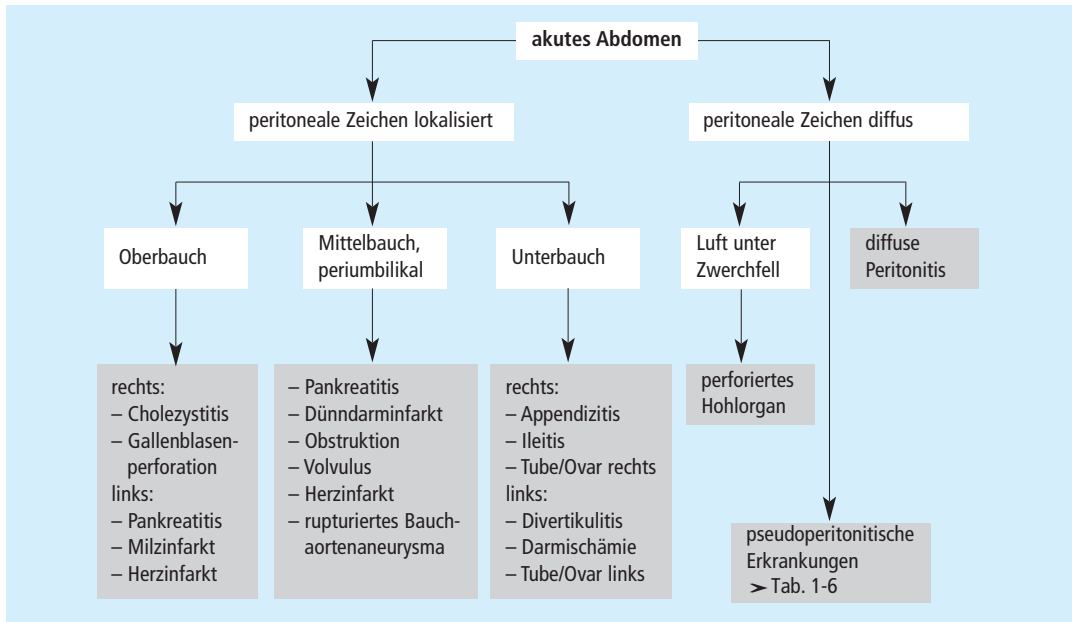 akutes Abdomen
peritoneale Zeichen lokalisiert
peritoneale Zeichen diffus
Oberbauch
Mittelbauch,
periumbilikal
Unterbauch
Luft unter
Zwerchfell
diffuse
Peritonitis
rechts:
– Cholezystitis
– Gallenblasen-
perforation
links:
– Pankreatitis
– Milzinfarkt
– Herzinfarkt
– Pankreatitis
– Dünndarminfarkt
– Obstruktion
– Volvulus
– Herzinfarkt
– rupturiertes Bauch-
aortenaneurysma
rechts:
– Appendizitis
– Ileitis
– Tube/Ovar rechts
links:
– Divertikulitis
– Darmischämie
– Tube/Ovar links
perforiertes
Hohlorgan
pseudoperitonitische
Erkrankungen
➤ Tab. 1-6